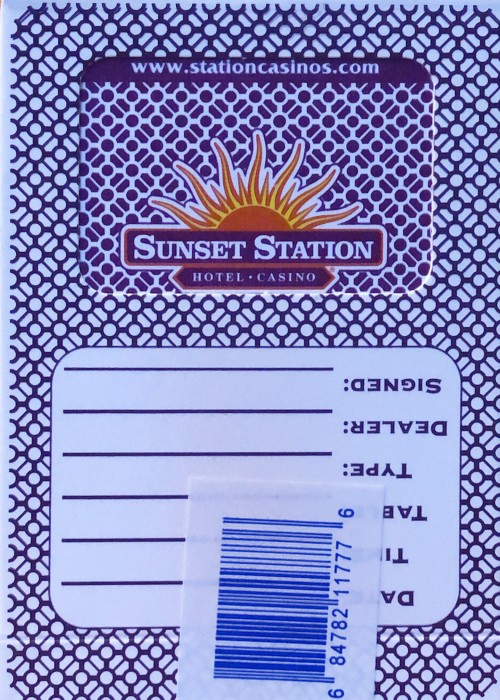 www.stationcasinos.com
SUNSET STATION
HOTEL • CASINO
SIGNED:
DEALER:
TYPE:
6 84782 11777 6